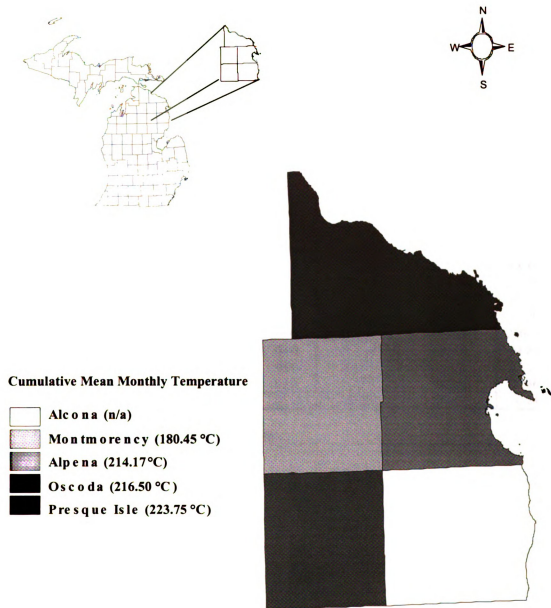 N
W E
S
Cumulative Mean Monthly Temperature
Alcona (n/a)
Montmorency (180.45 °C)
Alpena (214.17°C)
Oscoda (216.50 °C)
Presque Isle (223.75 °C)